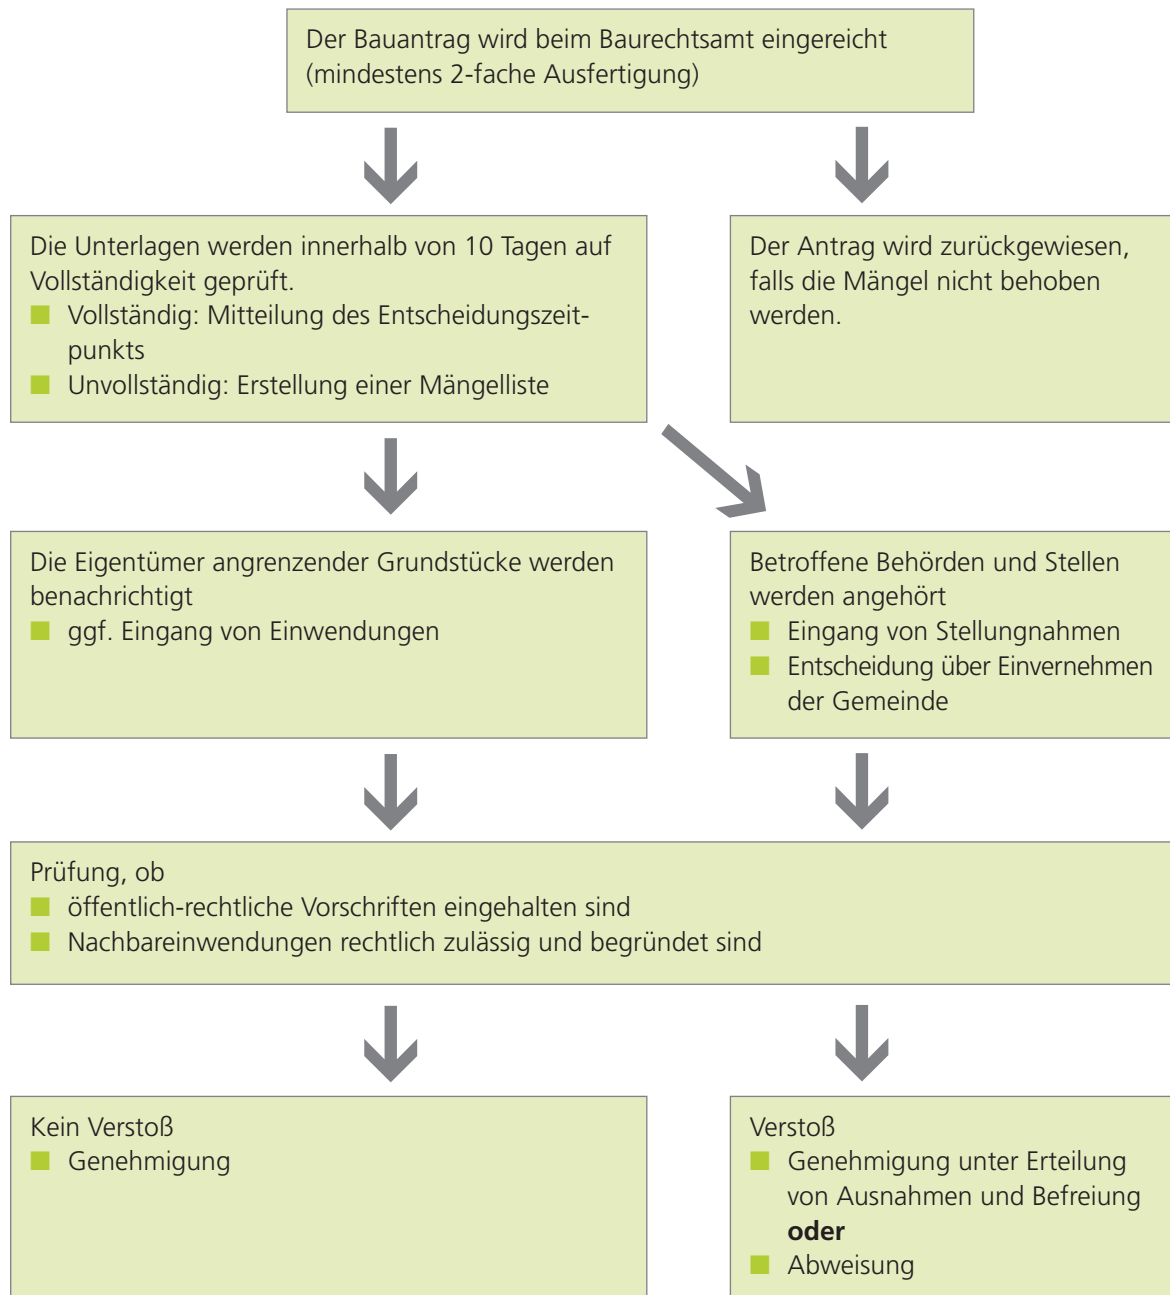 Der Bauantrag wird beim Baurechtsamt eingereicht
(mindestens 2-fache Ausfertigung)
Die Unterlagen werden innerhalb von 10 Tagen auf
Vollständigkeit geprüft.
Vollständig: Mitteilung des Entscheidungszeit-
punkts
Unvollständig: Erstellung einer Mängelliste
Der Antrag wird zurückgewiesen,
falls die Mängel nicht behoben
werden.
Die Eigentümer angrenzender Grundstücke werden
benachrichtigt
ggf. Eingang von Einwendungen
Betroffene Behörden und Stellen
werden angehört
Eingang von Stellungnahmen
Entscheidung über Einvernehmen
der Gemeinde
Prüfung, ob
öffentlich-rechtliche Vorschriften eingehalten sind
Nachbareinwendungen rechtlich zulässig und begründet sind
Kein Verstoß
Genehmigung
Verstoß
Genehmigung unter Erteilung
von Ausnahmen und Befreiung
oder
Abweisung